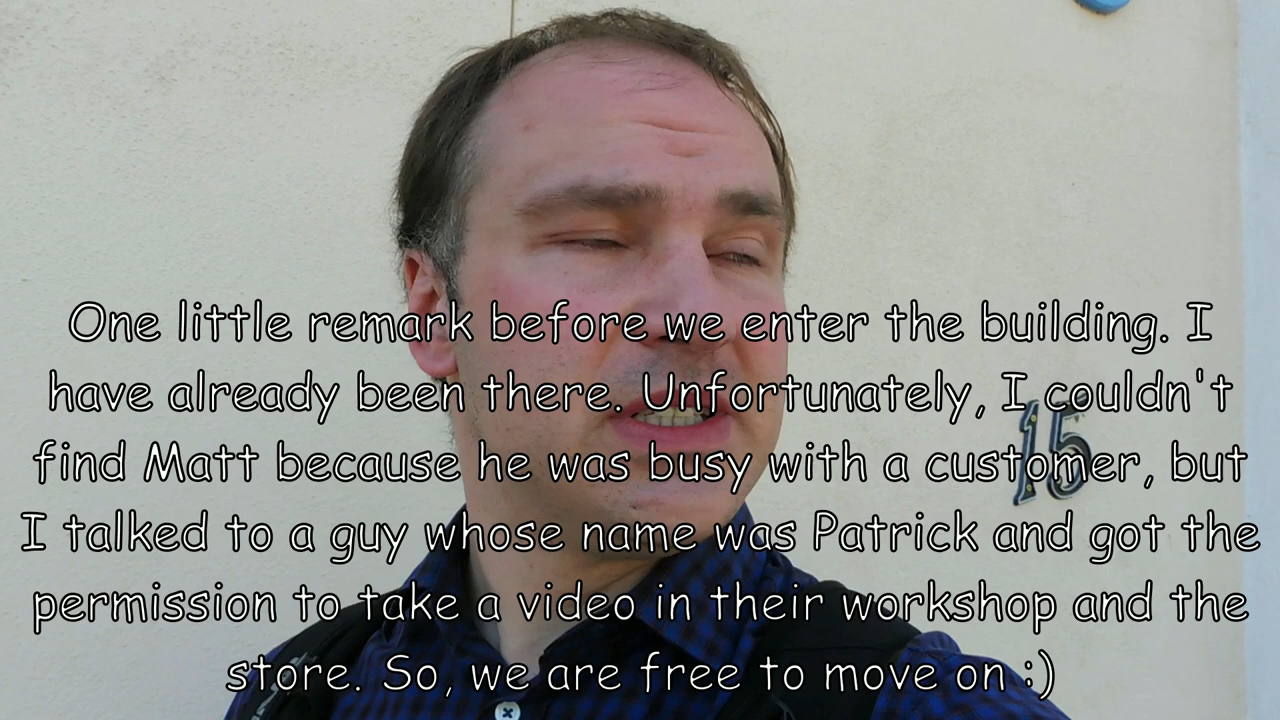 One little remark before we enter the building. I
have already been there. Unfortunately, I couldn't
find Matt because he was busy with a customer, but
I talked to a guy whose name was Patrick and got the
permission to take a video in their workshop and the
store. So, we are free to move on :)
15